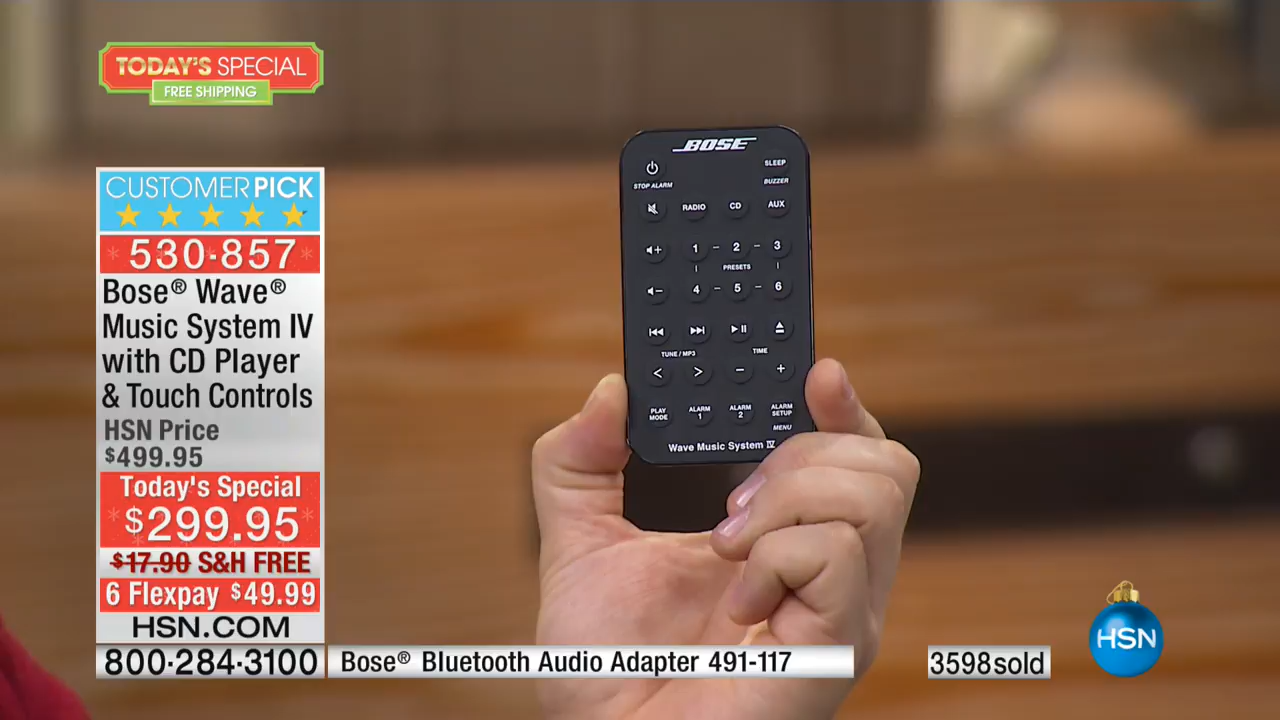 TODAY'S SPECIAL
FREE SHIPPING
CUSTOMER PICK
530-857
Bose® Wave®
Music System IV
with CD Player
& Touch Controls
HSN Price
$499.95
Today's Special
$299.95
$17.90 S&H FREE
6 Flexpay $49.99
HSN.COM
800-284-3100
Bose® Bluetooth Audio Adapter 491-117
3598 sold
HSN
BOSE
SLEEP
STOP ALARM
BUZZER
RADIO CD AUX
1 - 2 - 3
PRESETS
4 - 5 - 6
TUNE / MP3
TIME
< > - +
PLAY MODE
ALARM 1
ALARM 2
ALARM SETUP
MENU
Wave Music System IV